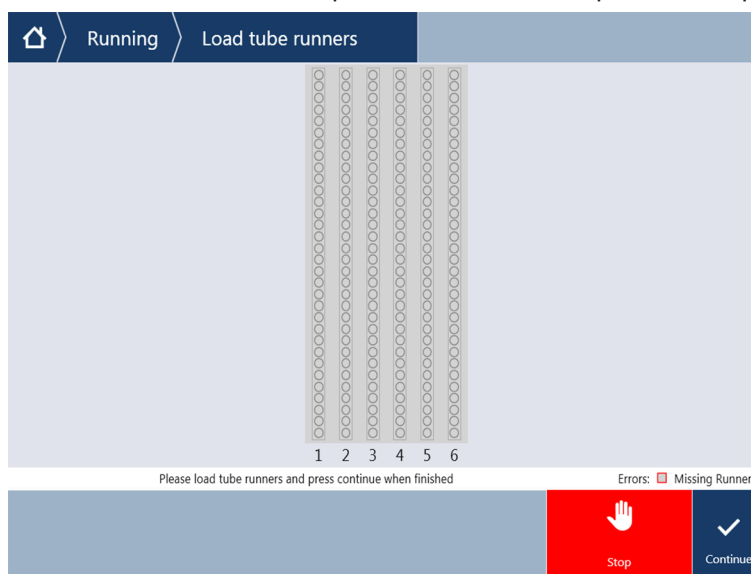 Running Load tube runners
1 2 3 4 5 6
Please load tube runners and press continue when finished
Errors: Missing Runner
Stop
Continue